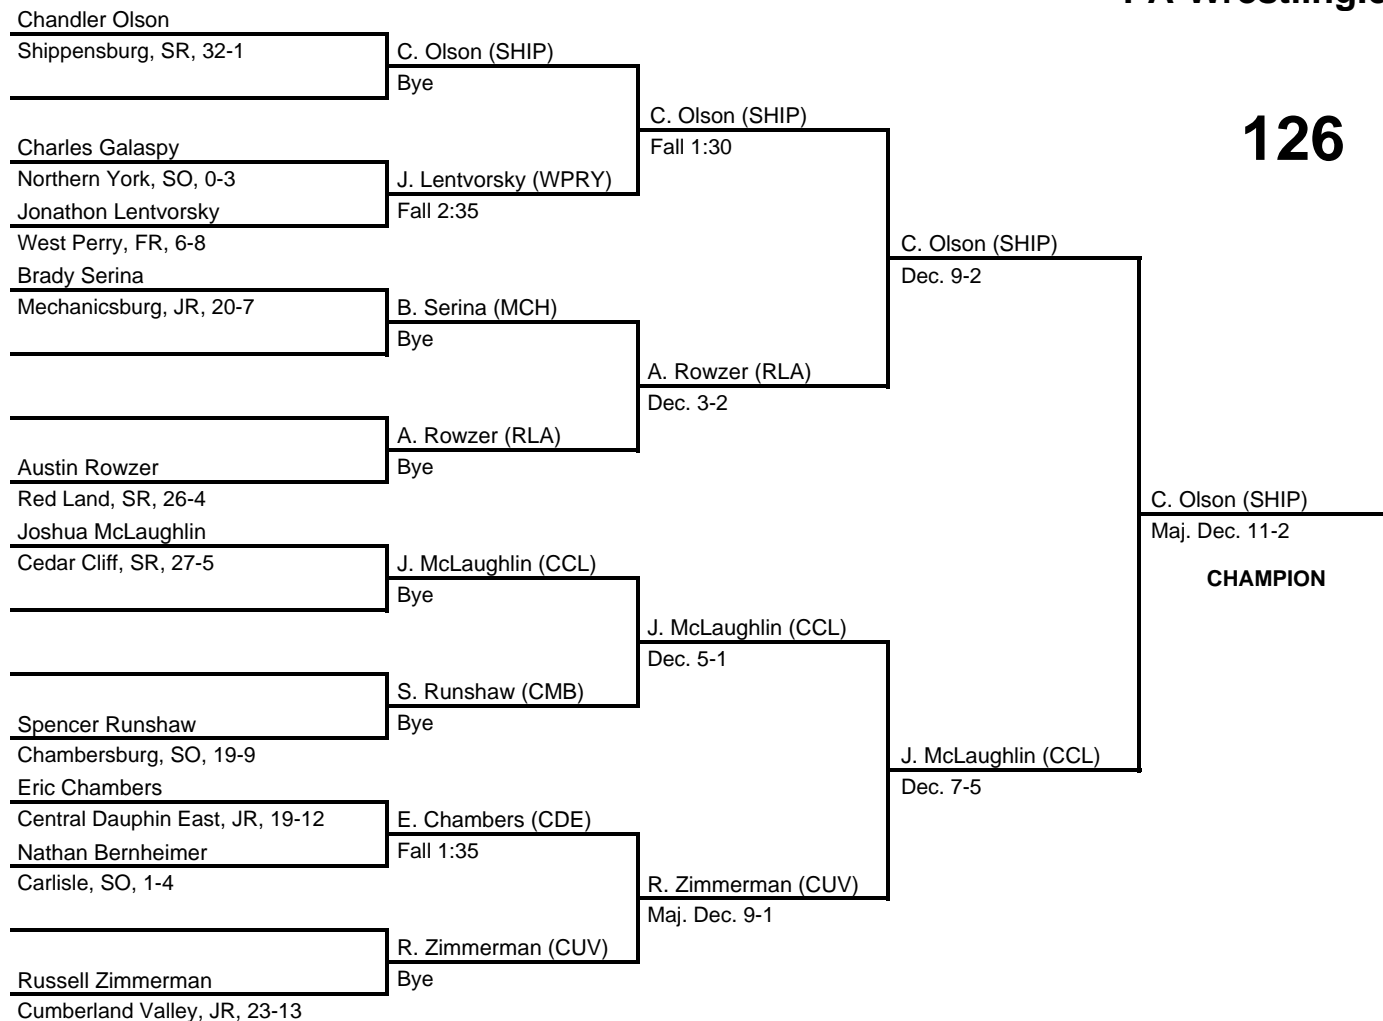 Chandler Olson
Shippensburg, SR, 32-1
C. Olson (SHIP)
Bye
C. Olson (SHIP)
Fall 1:30
126
Charles Galaspy
Northern York, SO, 0-3
J. Lentvorsky (WPRY)
Jonathon Lentvorsky
Fall 2:35
West Perry, FR, 6-8
C. Olson (SHIP)
Brady Serina
Dec. 9-2
Mechanicsburg, JR, 20-7
B. Serina (MCH)
Bye
A. Rowzer (RLA)
Dec. 3-2
A. Rowzer (RLA)
Austin Rowzer
Bye
Red Land, SR, 26-4
C. Olson (SHIP)
Joshua McLaughlin
Maj. Dec. 11-2
Cedar Cliff, SR, 27-5
J. McLaughlin (CCL)
CHAMPION
Bye
J. McLaughlin (CCL)
Dec. 5-1
S. Runshaw (CMB)
Spencer Runshaw
Bye
Chambersburg, SO, 19-9
J. McLaughlin (CCL)
Eric Chambers
Dec. 7-5
Central Dauphin East, JR, 19-12
E. Chambers (CDE)
Nathan Bernheimer
Fall 1:35
Carlisle, SO, 1-4
R. Zimmerman (CUV)
Maj. Dec. 9-1
R. Zimmerman (CUV)
Russell Zimmerman
Bye
Cumberland Valley, JR, 23-13